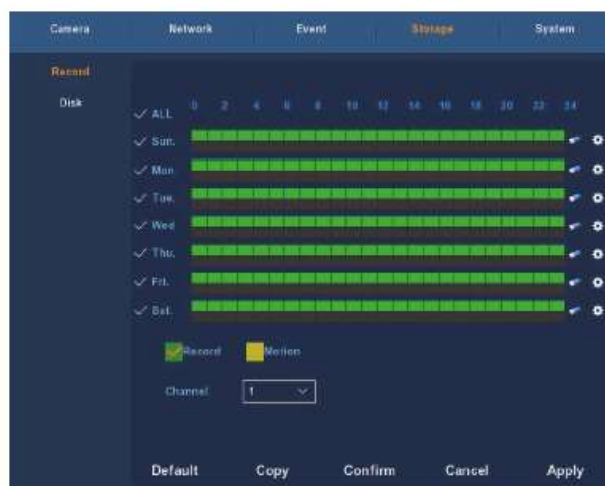 Camera Network Event Storage System
Record
Disk
0 2 4 6 8 10 12 14 16 18 20 22 24
ALL
Sun.
Mon
Tue.
Wed
Thu.
Fri.
Sat.
Record Motion
Channel 1
Default Copy Confirm Cancel Apply